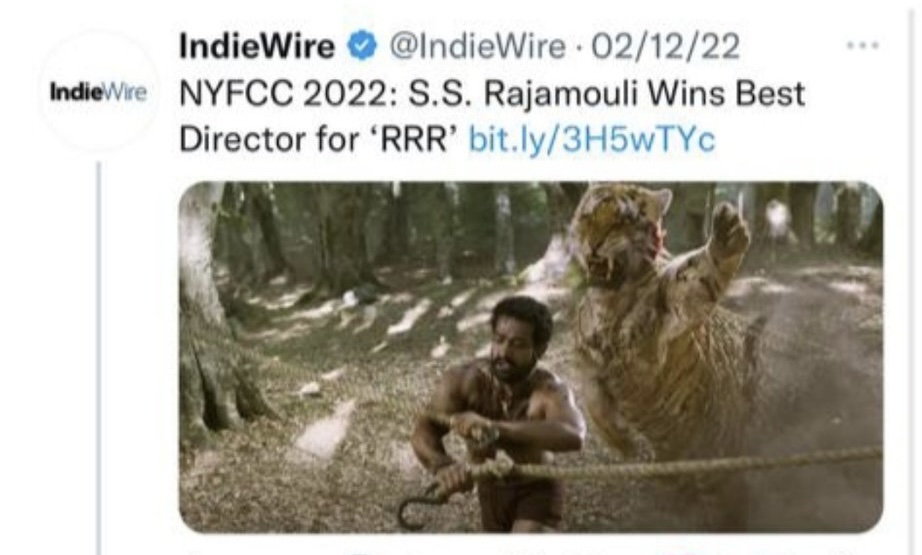 IndieWire @IndieWire · 02/12/22
IndieWire
NYFCC 2022: S.S. Rajamouli Wins Best
Director for ‘RRR’ bit.ly/3H5wTYc